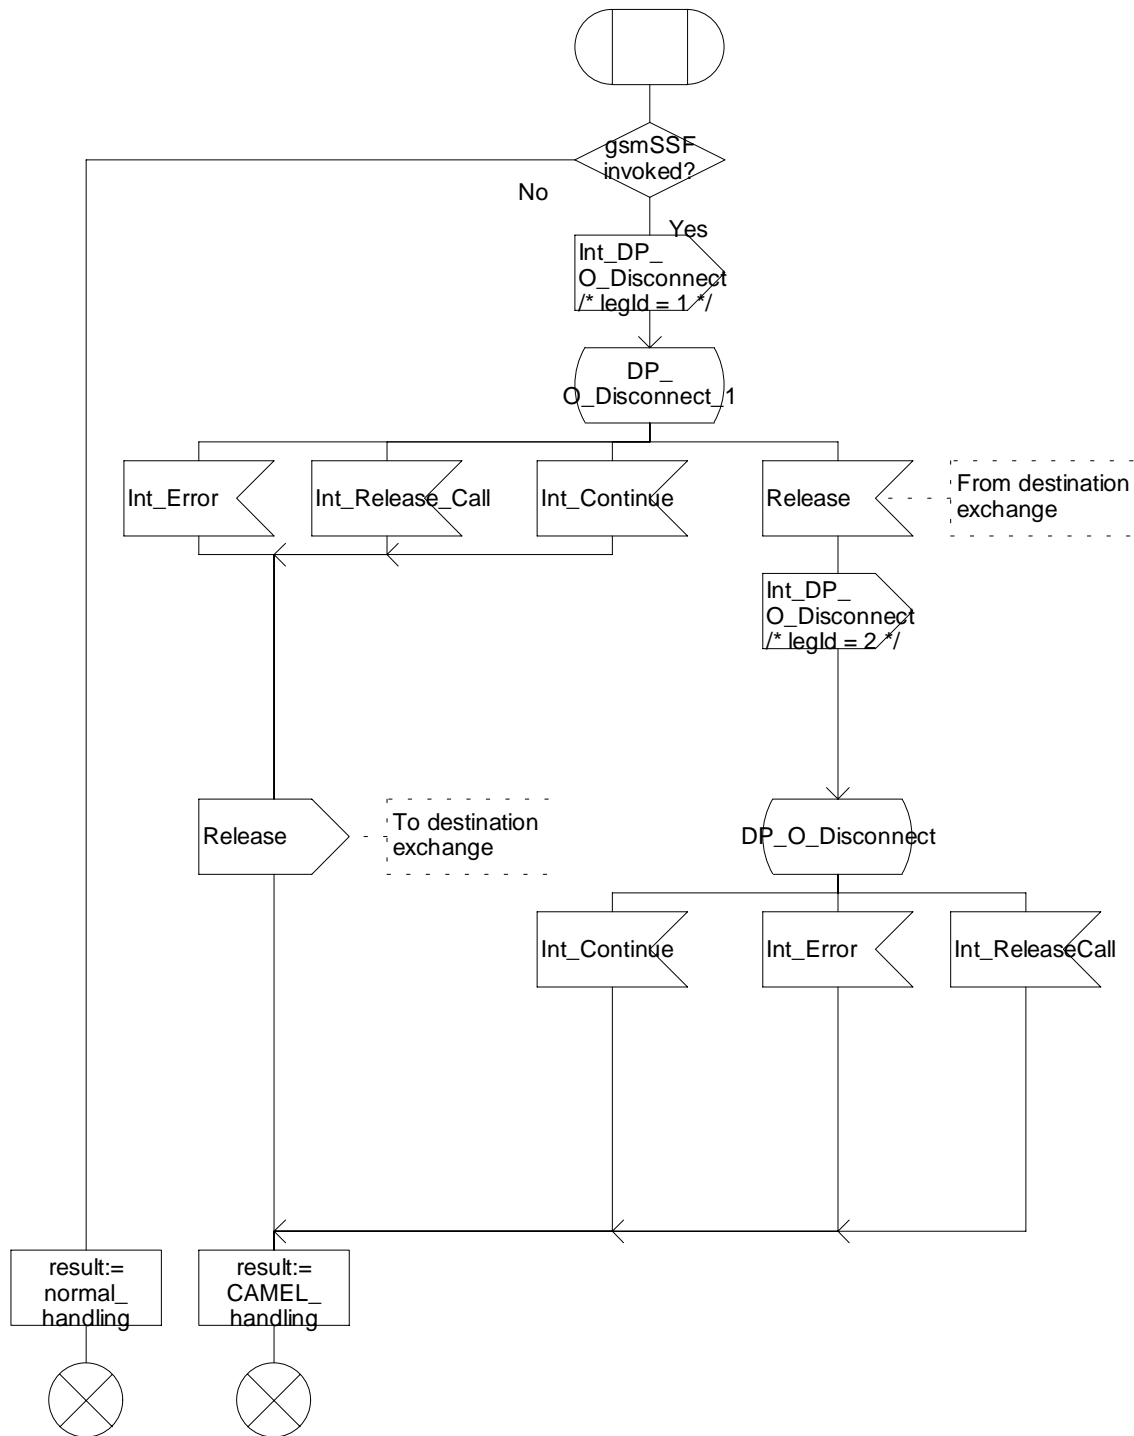 gsmSSF
invoked?
No
Yes
Int_DP_
O_Disconnect
/* legId = 1 */
DP_
O_Disconnect_1
Int_Error
Int_Release_Call
Int_Continue
Release
From destination
exchange
Int_DP_
O_Disconnect
/* legId = 2 */
Release
To destination
exchange
DP_O_Disconnect
Int_Continue
Int_Error
Int_ReleaseCall
result:=
normal_
handling
result:=
CAMEL_
handling